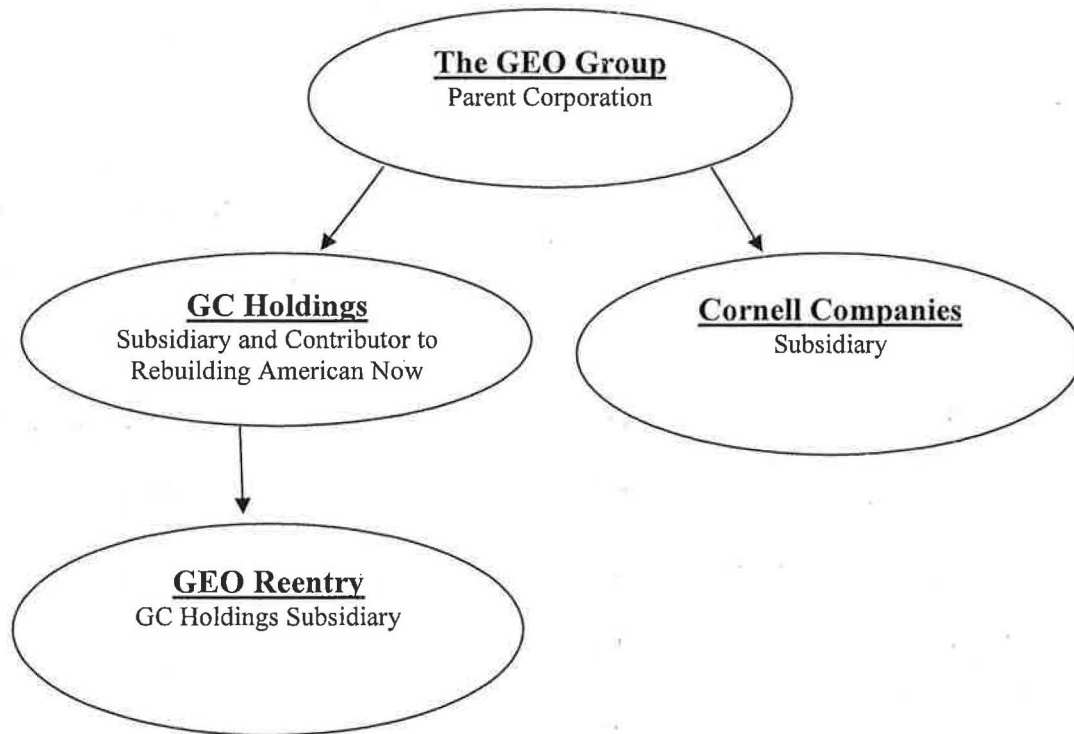 The GEO Group
Parent Corporation
GC Holdings
Subsidiary and Contributor to
Rebuilding American Now
Cornell Companies
Subsidiary
GEO Reentry
GC Holdings Subsidiary